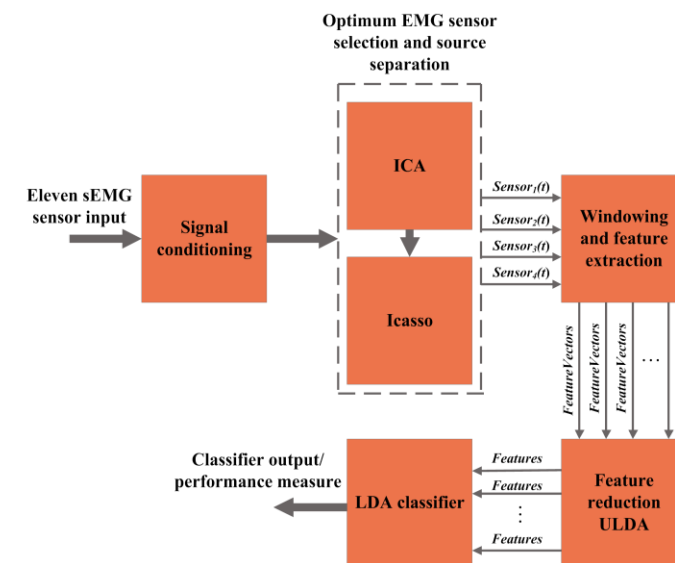 Optimum EMG sensor
selection and source
separation
ICA
Eleven sEMG
sensor input
Signal
conditioning
Icasso
Sensor₁(t)
Sensor₂(t)
Sensor₃(t)
Sensor₄(t)
Windowing
and feature
extraction
FeatureVectors
FeatureVectors
FeatureVectors
...
Classifier output/
performance measure
LDA classifier
Features
Features
⋮
Features
Feature
reduction
ULDA